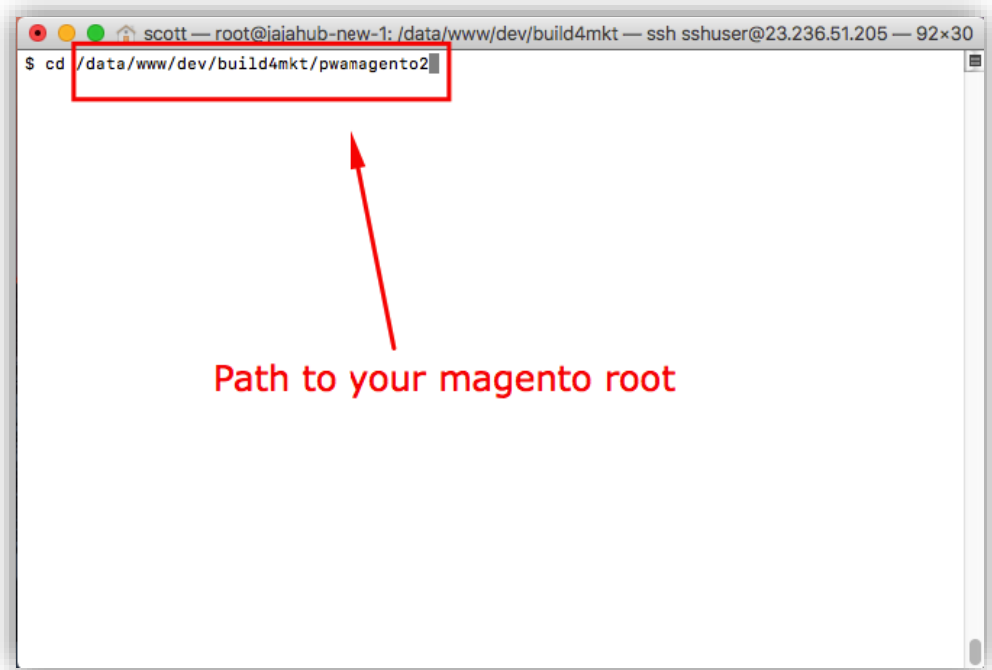 scott — root@jajahub-new-1: /data/www/dev/build4mkt — ssh sshuser@23.236.51.205 — 92×30
$ cd /data/www/dev/build4mkt/pwamagento2
Path to your magento root